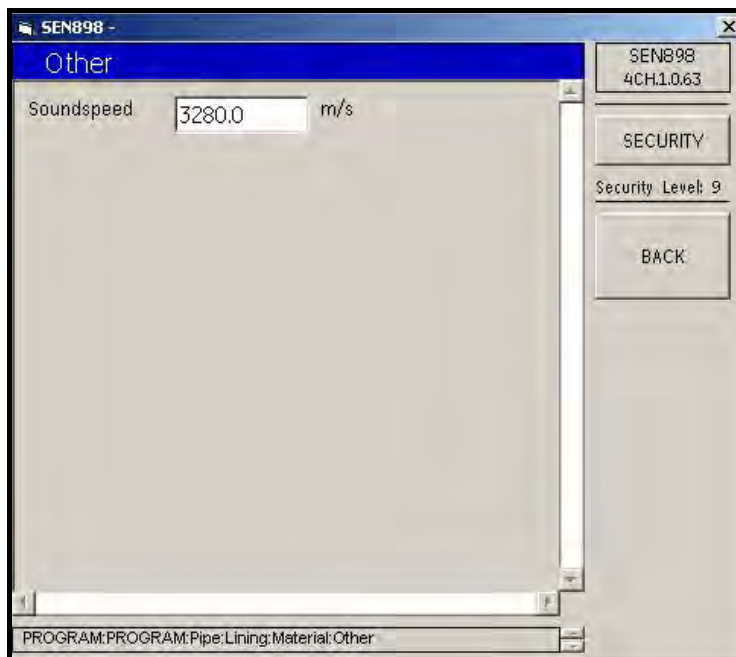 SEN898 -
Other
Soundspeed 3280.0 m/s
SEN898
4CH.1.0.63
SECURITY
Security Level: 9
BACK
PROGRAM:PROGRAM:Pipe:Lining:Material:Other